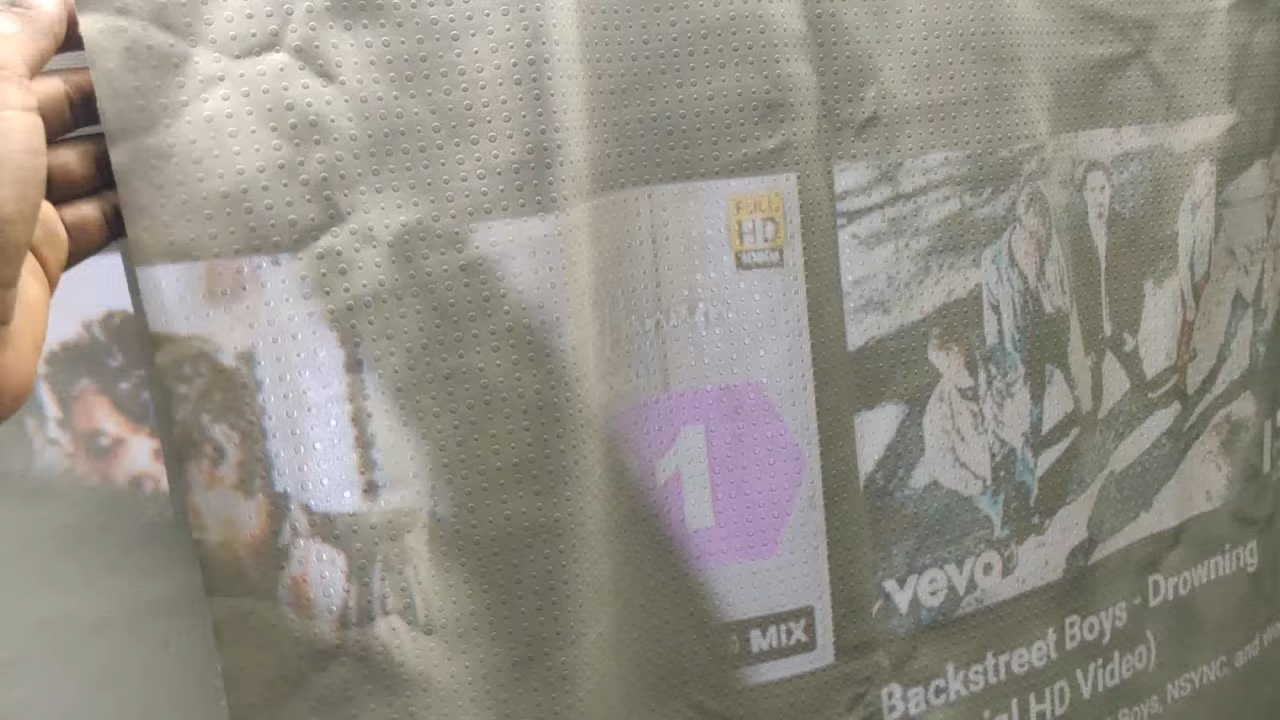 FULL
HD
1
MIX
vevo
Backstreet Boys - Drowning
HD Video)
Boys, NSYNC, and